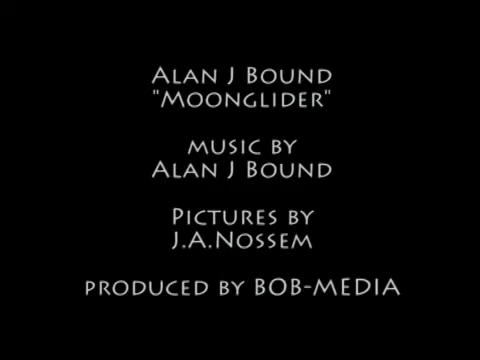 Alan J Bound
"Moonglider"
music by
Alan J Bound
Pictures by
J.A.Nossem
produced by BOB-MEDIA